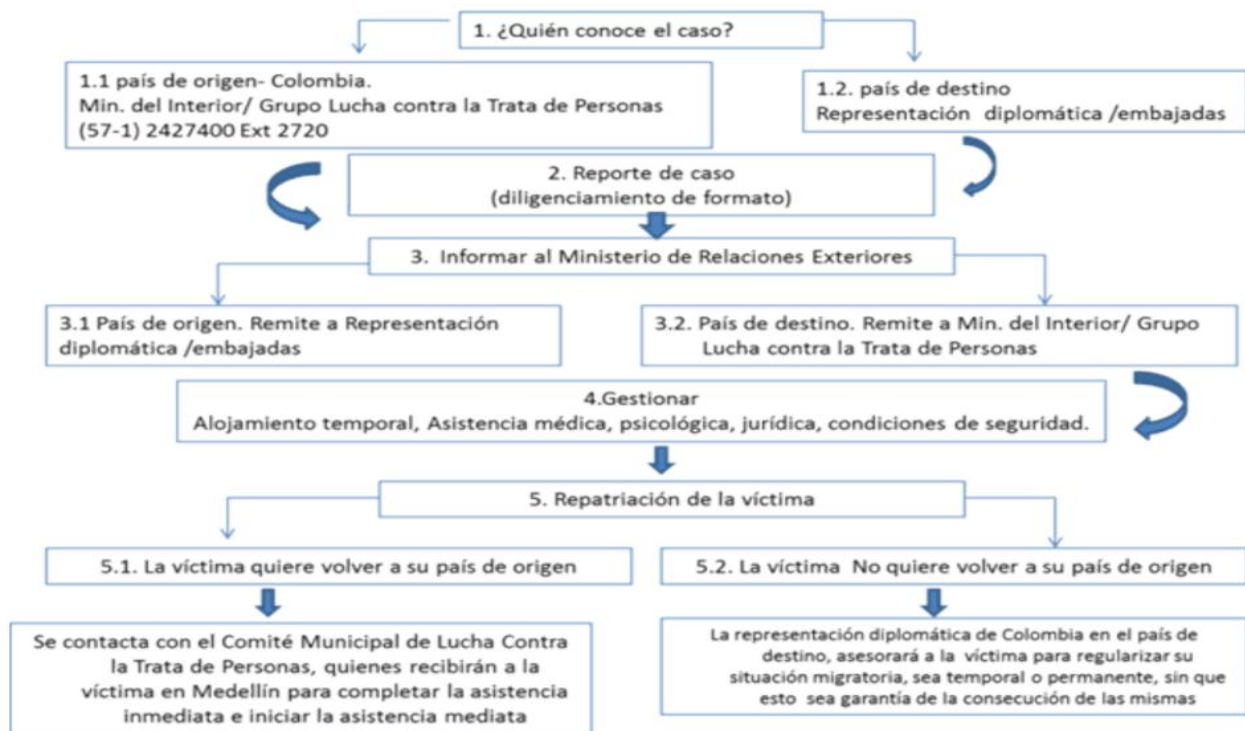 1. ¿Quién conoce el caso?
1.1 país de origen- Colombia.
Min. del Interior/ Grupo Lucha contra la Trata de Personas
(57-1) 2427400 Ext 2720
1.2. país de destino
Representación diplomática /embajadas
2. Reporte de caso
(diligenciamiento de formato)
3. Informar al Ministerio de Relaciones Exteriores
3.1 País de origen. Remite a Representación
diplomática /embajadas
3.2. País de destino. Remite a Min. del Interior/ Grupo
Lucha contra la Trata de Personas
4.Gestionar
Alojamiento temporal, Asistencia médica, psicológica, jurídica, condiciones de seguridad.
5. Repatriación de la víctima
5.1. La víctima quiere volver a su país de origen
5.2. La víctima No quiere volver a su país de origen
Se contacta con el Comité Municipal de Lucha Contra
la Trata de Personas, quienes recibirán a la
víctima en Medellín para completar la asistencia
inmediata e iniciar la asistencia mediata
La representación diplomática de Colombia en el país de
destino, asesorará a la víctima para regularizar su
situación migratoria, sea temporal o permanente, sin que
esto sea garantía de la consecución de las mismas